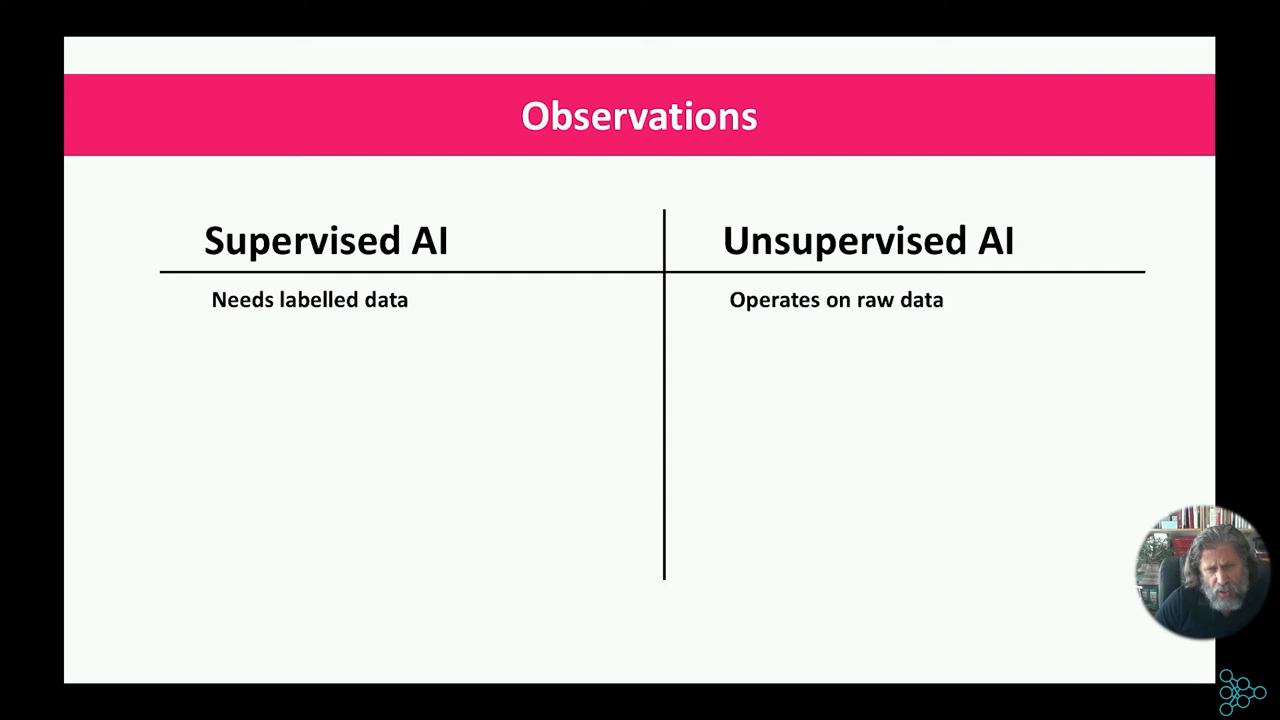 Observations
Supervised AI
Unsupervised AI
Needs labelled data
Operates on raw data